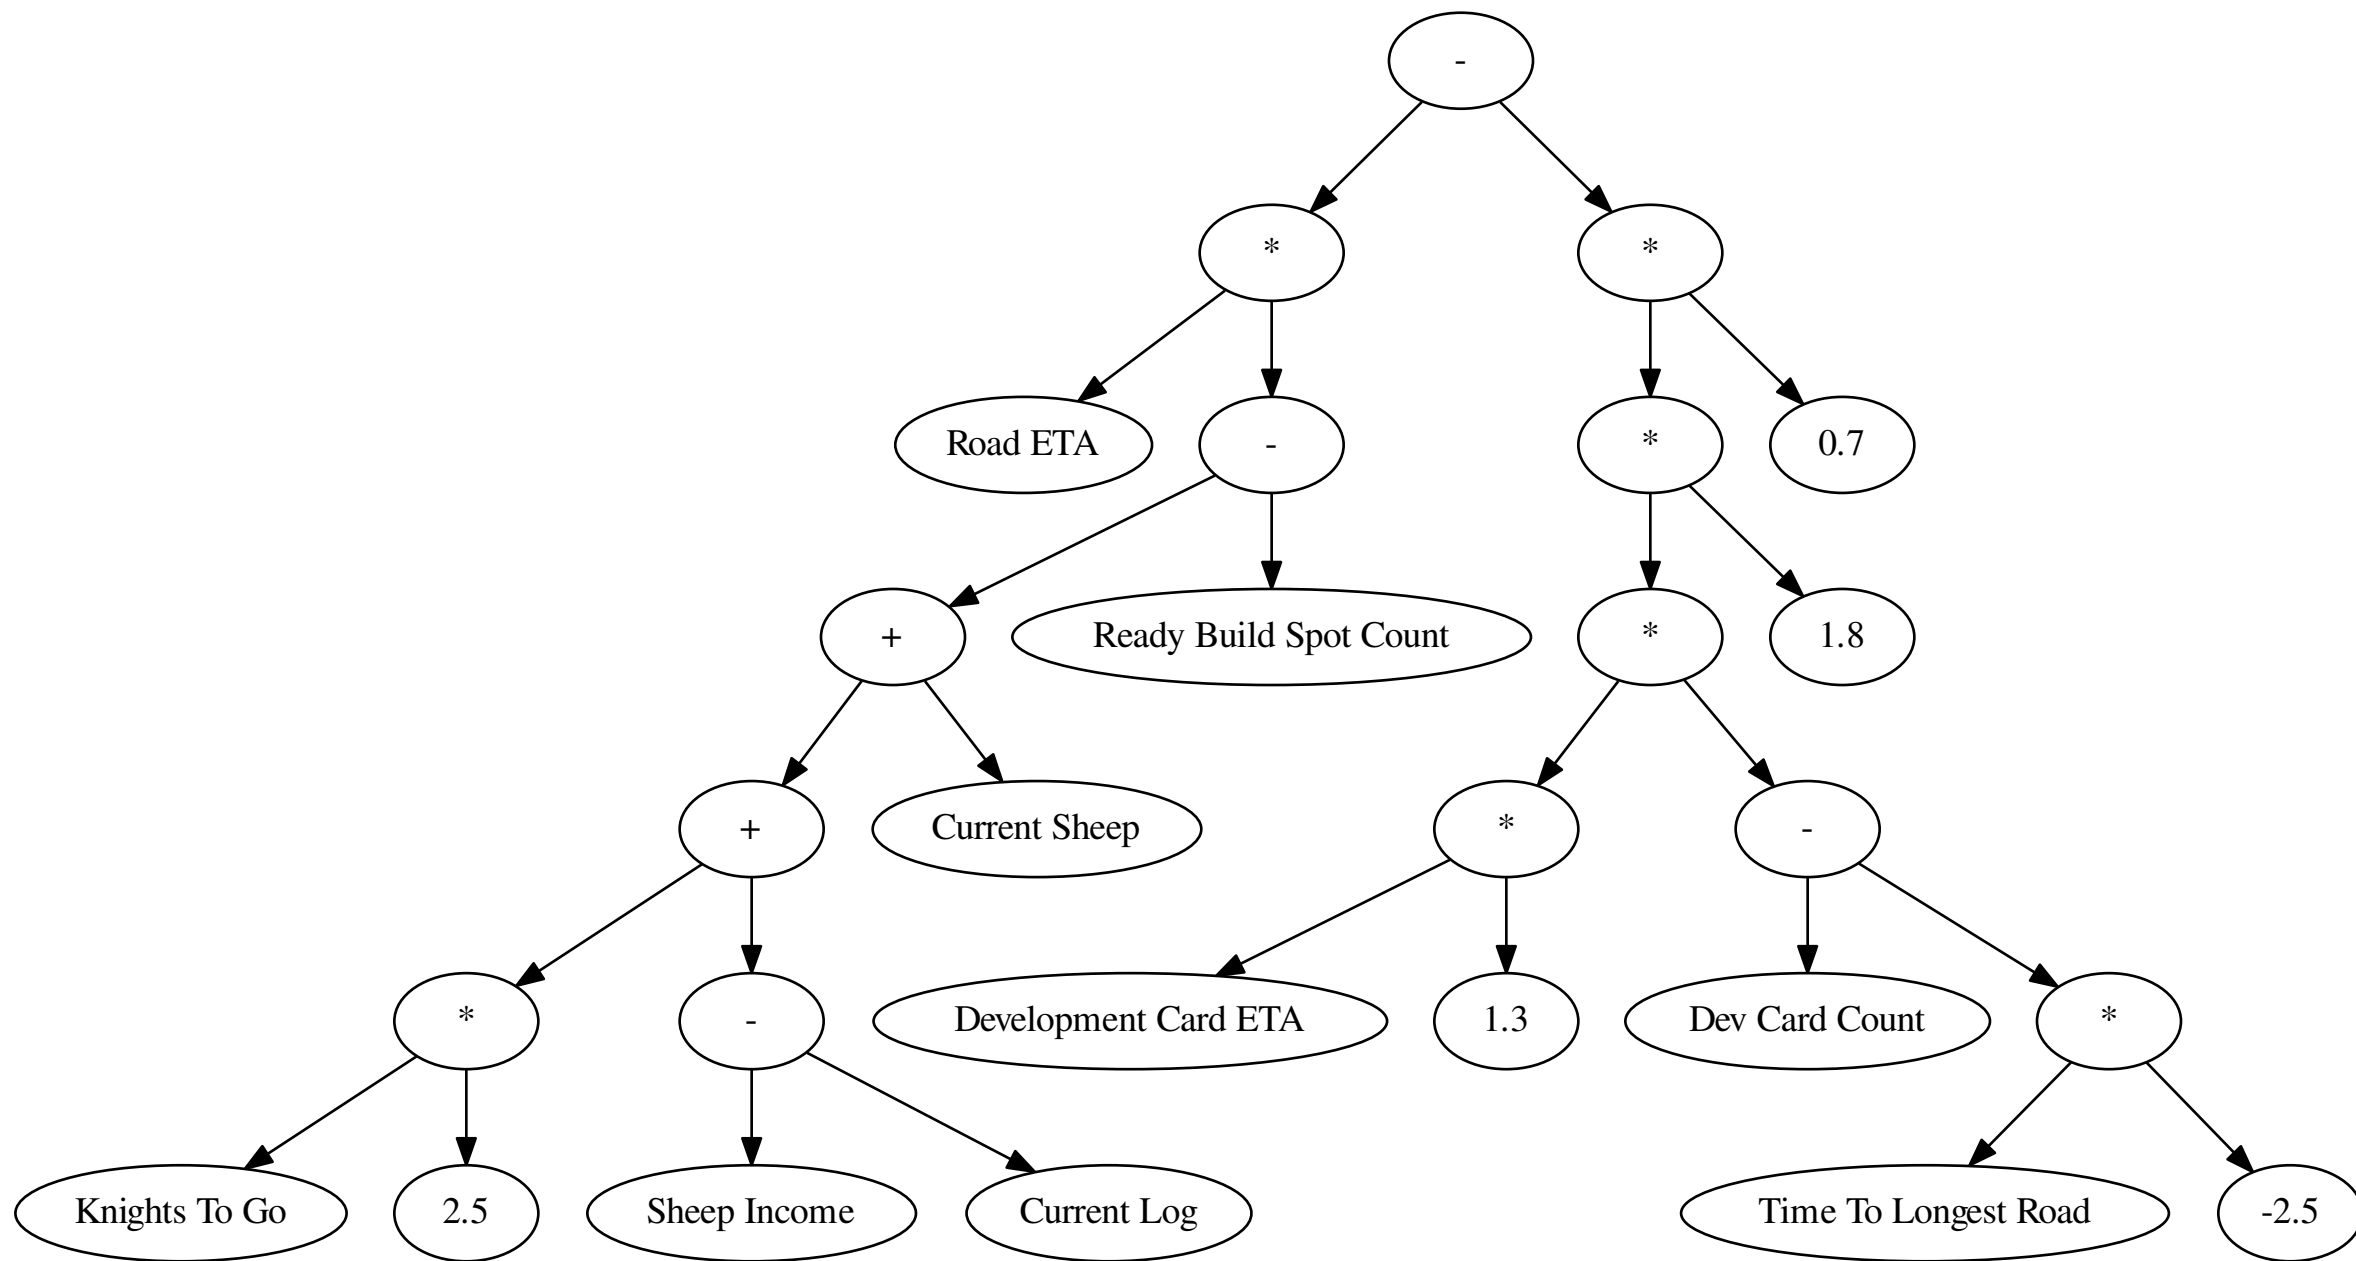 -
*
*
Road ETA
-
*
0.7
+
Ready Build Spot Count
*
1.8
+
Current Sheep
*
-
*
-
Development Card ETA
1.3
Dev Card Count
*
Knights To Go
2.5
Sheep Income
Current Log
Time To Longest Road
-2.5